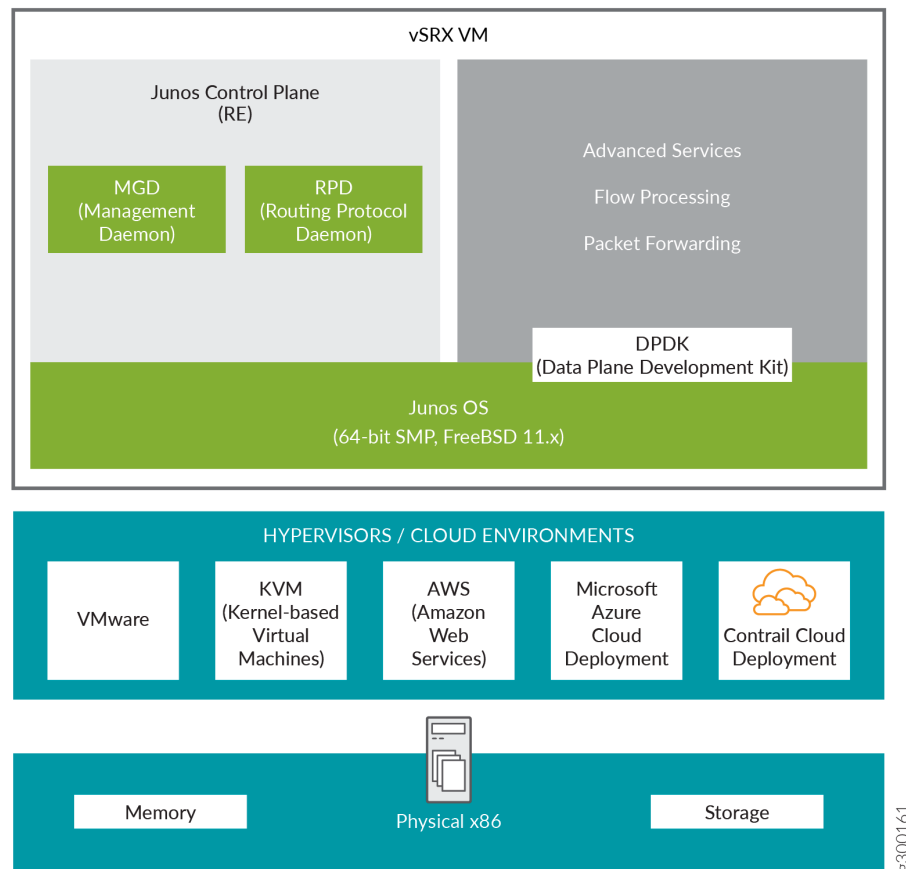 vSRX VM
Junos Control Plane
(RE)
MGD
(Management
Daemon)
RPD
(Routing Protocol
Daemon)
Advanced Services
Flow Processing
Packet Forwarding
DPDK
(Data Plane Development Kit)
Junos OS
(64-bit SMP, FreeBSD 11.x)
HYPERVISORS / CLOUD ENVIRONMENTS
VMware
KVM
(Kernel-based
Virtual
Machines)
AWS
(Amazon
Web
Services)
Microsoft
Azure
Cloud
Deployment
Contrail Cloud
Deployment
Memory
Physical x86
Storage
g300161